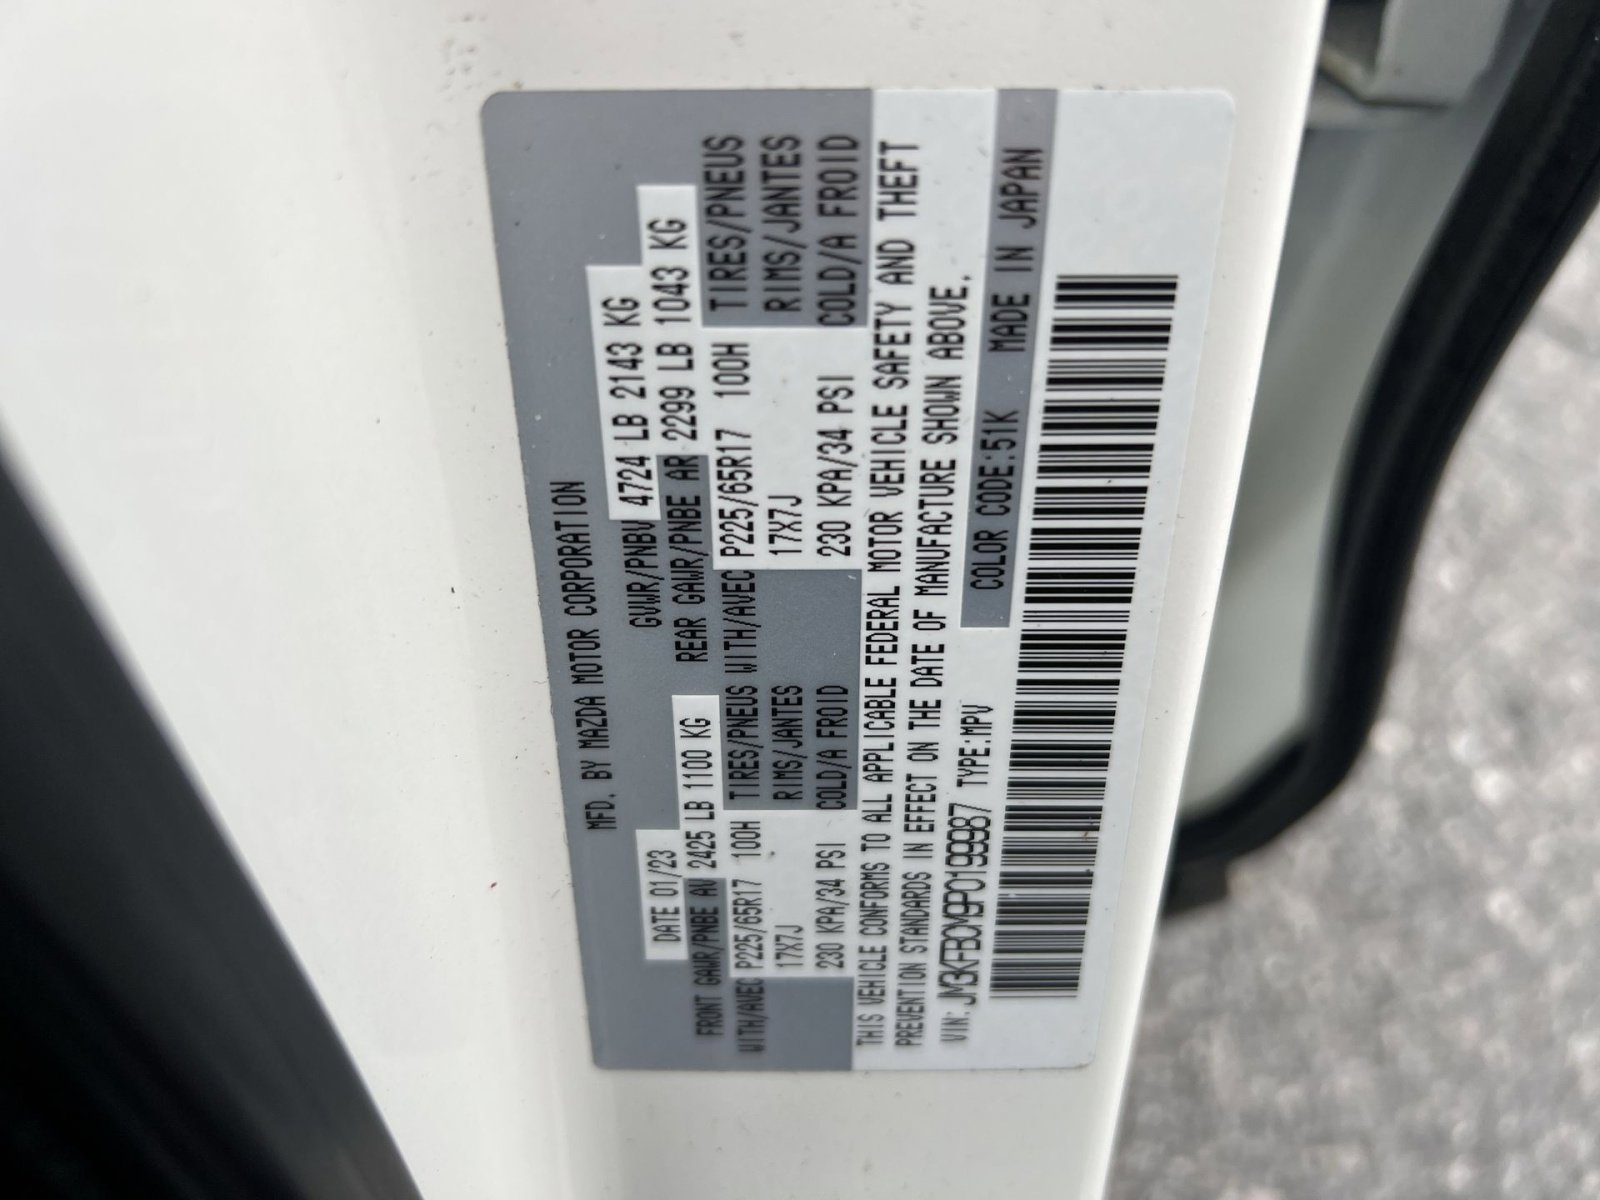 MFD. BY MAZDA MOTOR CORPORATION
DATE 01/23 GVWR/PNBV 4724 LB 2143 KG
FRONT GAWR/PNBE AV 2425 LB 1100 KG REAR GAWR/PNBE AR 2299 LB 1043 KG
WITH/AVEC P225/65R17 100H TIRES/PNEUS WITH/AVEC P225/65R17 100H TIRES/PNEUS
17X7J RIMS/JANTES 17X7J RIMS/JANTES
230 KPA/34 PSI COLD/A FROID 230 KPA/34 PSI COLD/A FROID
THIS VEHICLE CONFORMS TO ALL APPLICABLE FEDERAL MOTOR VEHICLE SAFETY AND THEFT
PREVENTION STANDARDS IN EFFECT ON THE DATE OF MANUFACTURE SHOWN ABOVE.
VIN: JM3KFBCM9P0199987 TYPE:MPV COLOR CODE:51K MADE IN JAPAN